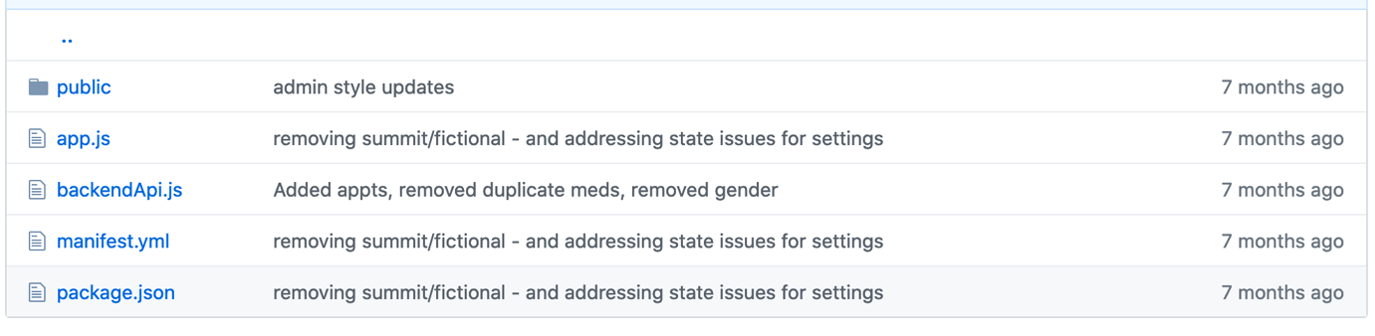 ..
public admin style updates 7 months ago
app.js removing summit/fictional - and addressing state issues for settings 7 months ago
backendApi.js Added appts, removed duplicate meds, removed gender 7 months ago
manifest.yml removing summit/fictional - and addressing state issues for settings 7 months ago
package.json removing summit/fictional - and addressing state issues for settings 7 months ago